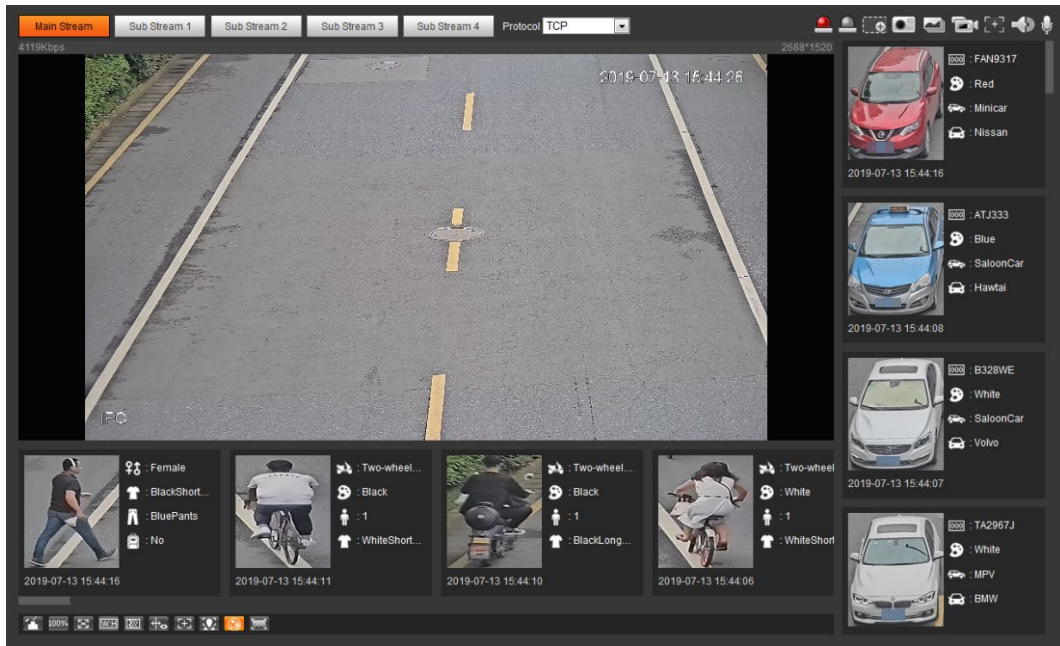 Main Stream Sub Stream 1 Sub Stream 2 Sub Stream 3 Sub Stream 4 Protocol TCP
4119Kbps 2688*1520
2019-07-13 15:44:26
IPC
: FAN9317
: Red
: Minicar
: Nissan
2019-07-13 15:44:16
: ATJ333
: Blue
: SaloonCar
: Hawtai
2019-07-13 15:44:08
: B328WE
: White
: SaloonCar
: Volvo
2019-07-13 15:44:07
: TA2967J
: White
: MPV
: BMW
: Female
: BlackShort...
: BluePants
: No
2019-07-13 15:44:16
: Two-wheel...
: Black
: 1
: WhiteShort...
2019-07-13 15:44:11
: Two-wheel...
: Black
: 1
: BlackLong...
2019-07-13 15:44:10
: Two-wheel
: White
: 1
: WhiteShort
2019-07-13 15:44:06
100% W:H